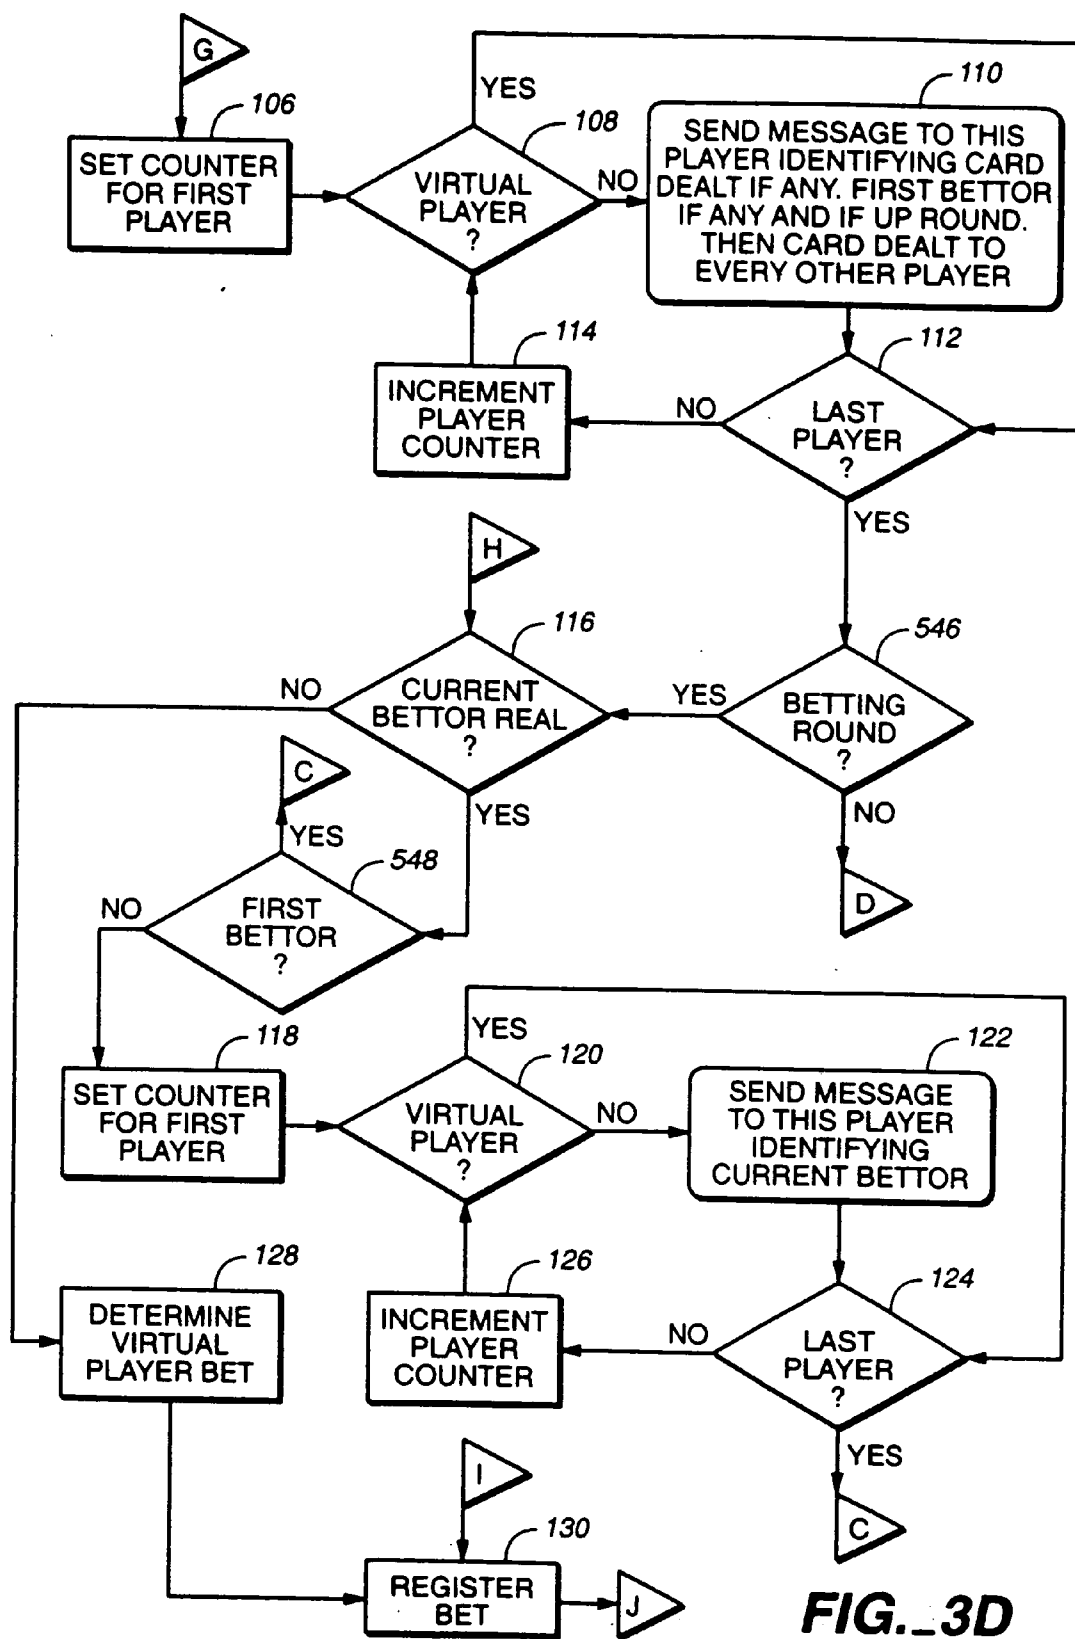 G
106
SET COUNTER
FOR FIRST
PLAYER
YES
108
VIRTUAL
PLAYER
?
NO
110
SEND MESSAGE TO THIS
PLAYER IDENTIFYING CARD
DEALT IF ANY. FIRST BETTOR
IF ANY AND IF UP ROUND.
THEN CARD DEALT TO
EVERY OTHER PLAYER
114
INCREMENT
PLAYER
COUNTER
NO
112
LAST
PLAYER
?
YES
H
116
CURRENT
BETTOR REAL
?
NO
YES
YES
546
BETTING
ROUND
?
NO
D
C
YES
548
FIRST
BETTOR
?
NO
118
SET COUNTER
FOR FIRST
PLAYER
YES
120
VIRTUAL
PLAYER
?
NO
122
SEND MESSAGE
TO THIS PLAYER
IDENTIFYING
CURRENT BETTOR
128
DETERMINE
VIRTUAL
PLAYER BET
126
INCREMENT
PLAYER
COUNTER
NO
124
LAST
PLAYER
?
YES
C
I
130
REGISTER
BET
J
FIG._3D